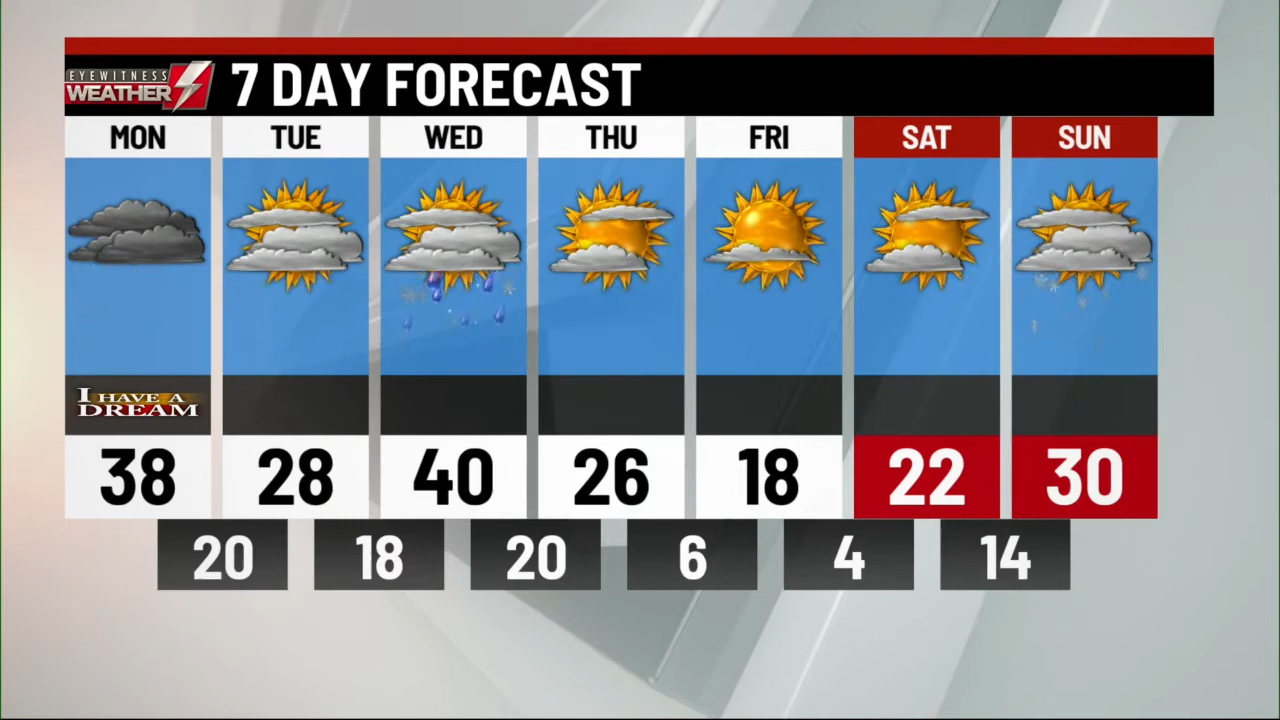 EYEWITNESS
WEATHER
7 DAY FORECAST
MON TUE WED THU FRI SAT SUN
I HAVE A
DREAM
38 28 40 26 18 22 30
20 18 20 6 4 14